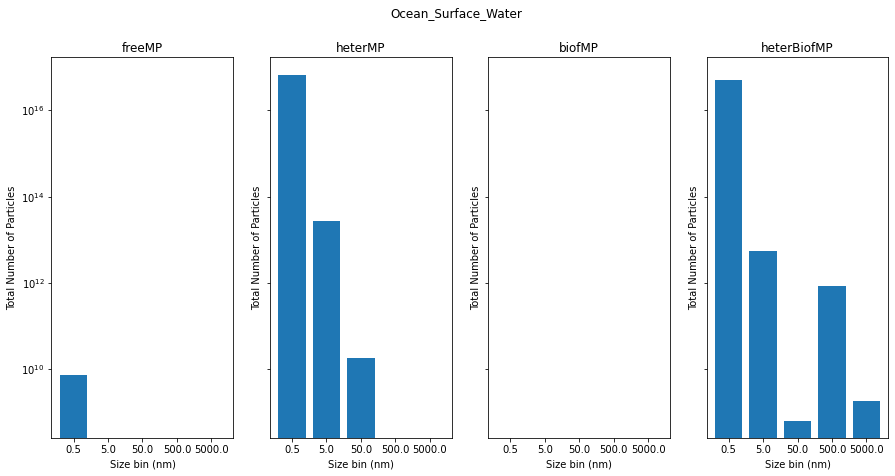 Ocean_Surface_Water
freeMP
heterMP
biofMP
heterBiofMP
Total Number of Particles
10^16
10^14
10^12
10^10
0.5 5.0 50.0 500.0 5000.0
Size bin (nm)
Total Number of Particles
0.5 5.0 50.0 500.0 5000.0
Size bin (nm)
Total Number of Particles
0.5 5.0 50.0 500.0 5000.0
Size bin (nm)
Total Number of Particles
0.5 5.0 50.0 500.0 5000.0
Size bin (nm)